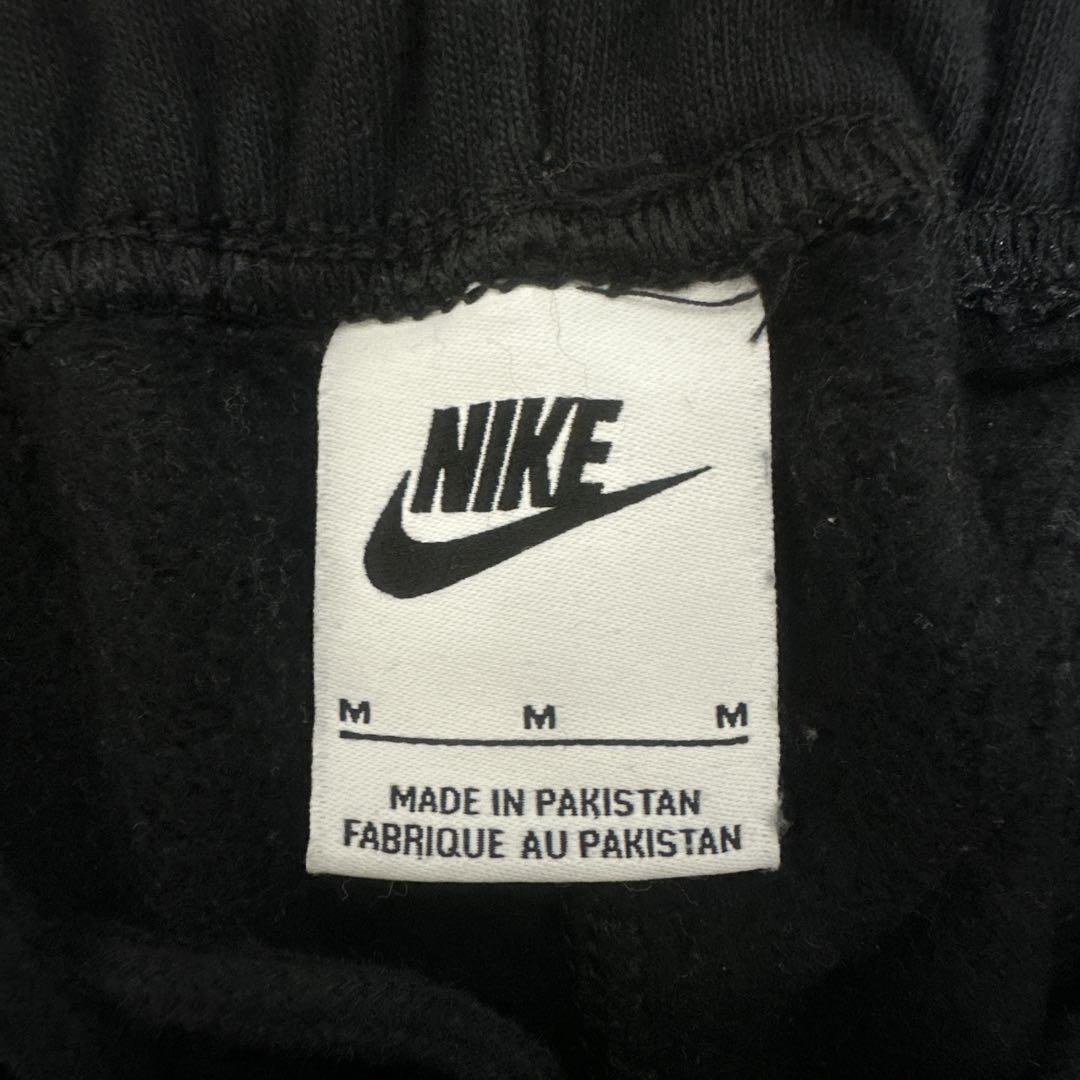 NIKE
M M M
MADE IN PAKISTAN
FABRIQUE AU PAKISTAN